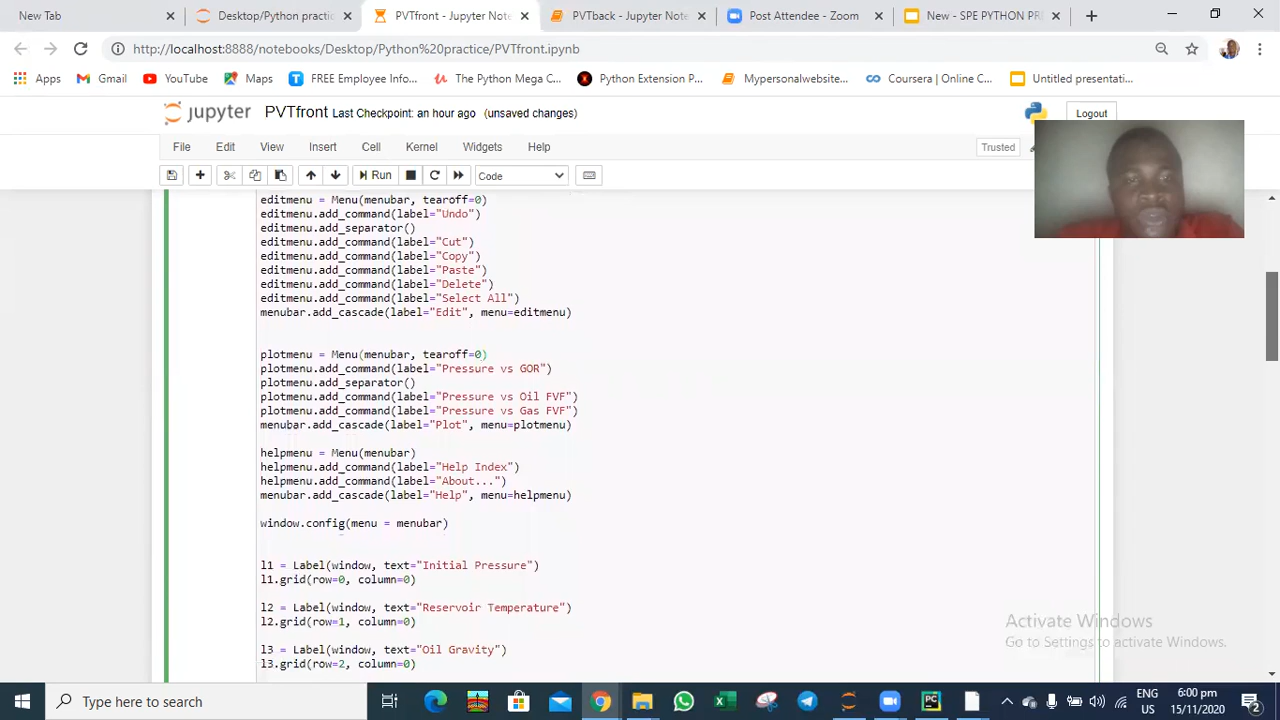 New Tab
Desktop/Python practic
PVTfront - Jupyter Note
PVTback - Jupyter Note
Post Attendee - Zoom
New - SPE PYTHON PRE
http://localhost:8888/notebooks/Desktop/Python%20practice/PVTfront.ipynb
Apps
Gmail
YouTube
Maps
FREE Employee Info...
The Python Mega C...
Python Extension P...
Mypersonalwebsite...
Coursera | Online C...
Untitled presentati...
jupyter PVTfront Last Checkpoint: an hour ago (unsaved changes)
Logout
File Edit View Insert Cell Kernel Widgets Help
Trusted
Run
Code
editmenu = Menu(menubar, tearoff=0)
editmenu.add_command(label="Undo")
editmenu.add_separator()
editmenu.add_command(label="Cut")
editmenu.add_command(label="Copy")
editmenu.add_command(label="Paste")
editmenu.add_command(label="Delete")
editmenu.add_command(label="Select All")
menubar.add_cascade(label="Edit", menu=editmenu)
plotmenu = Menu(menubar, tearoff=0)
plotmenu.add_command(label="Pressure vs GOR")
plotmenu.add_separator()
plotmenu.add_command(label="Pressure vs Oil FVF")
plotmenu.add_command(label="Pressure vs Gas FVF")
menubar.add_cascade(label="Plot", menu=plotmenu)
helpmenu = Menu(menubar)
helpmenu.add_command(label="Help Index")
helpmenu.add_command(label="About...")
menubar.add_cascade(label="Help", menu=helpmenu)
window.config(menu = menubar)
l1 = Label(window, text="Initial Pressure")
l1.grid(row=0, column=0)
l2 = Label(window, text="Reservoir Temperature")
l2.grid(row=1, column=0)
l3 = Label(window, text="Oil Gravity")
l3.grid(row=2, column=0)
Activate Windows
Go to Settings to activate Windows.
Type here to search
ENG
6:00 pm
15/11/2020
2